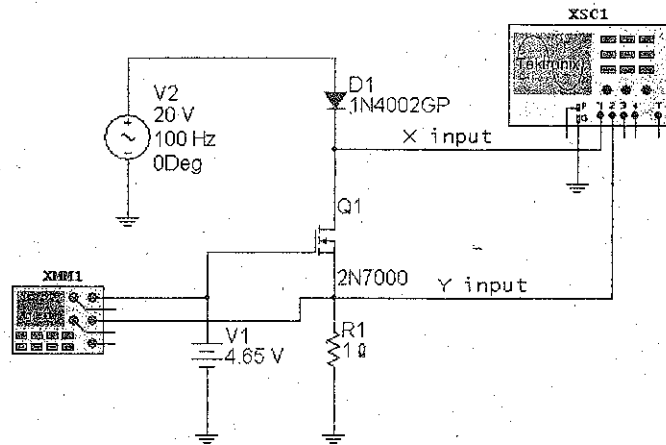 XSC1
Tektronix
P
G
1 2 3 4
T
D1
1N4002GP
V2
20 V
100 Hz
0Deg
X input
Q1
2N7000
XMM1
Y input
V1
4.65 V
R1
1 Ω